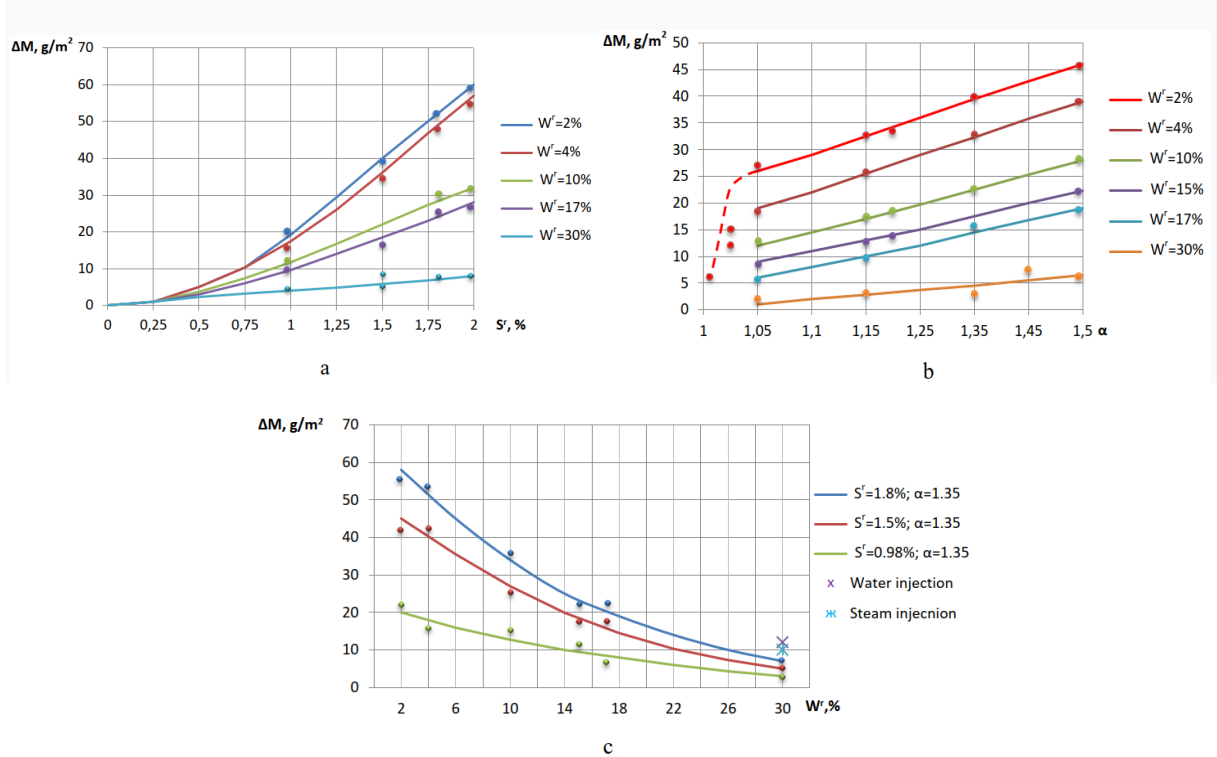 ΔM, g/m²
70
60
50
40
30
20
10
0
0 0,25 0,5 0,75 1 1,25 1,5 1,75 2
Sʳ, %
Wʳ=2%
Wʳ=4%
Wʳ=10%
Wʳ=17%
Wʳ=30%
a
ΔM, g/m²
50
45
40
35
30
25
20
15
10
5
0
1 1,05 1,1 1,15 1,25 1,35 1,45 1,5 α
Wʳ=2%
Wʳ=4%
Wʳ=10%
Wʳ=15%
Wʳ=17%
Wʳ=30%
b
ΔM, g/m²
70
60
50
40
30
20
10
0
2 6 10 14 18 22 26 30
Wʳ,%
Sʳ=1.8%; α=1.35
Sʳ=1.5%; α=1.35
Sʳ=0.98%; α=1.35
Water injection
Steam injecnion
c